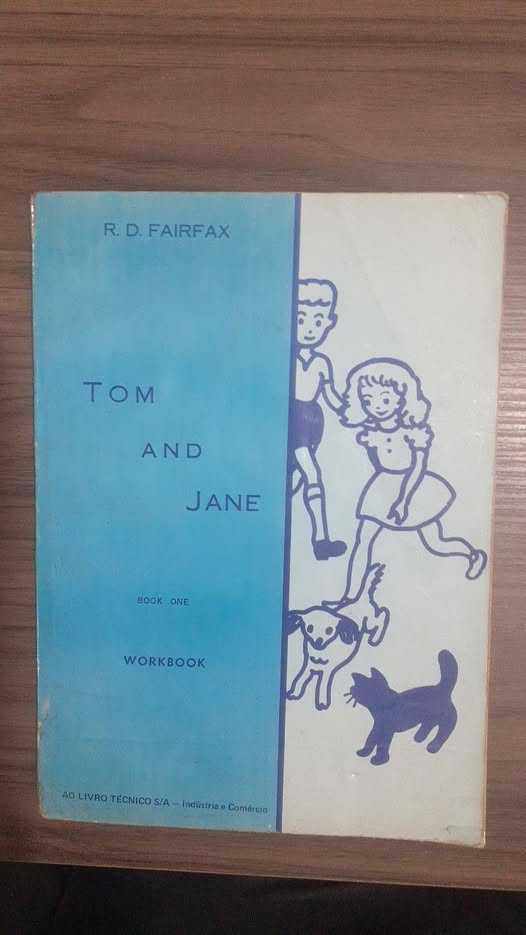 R. D. FAIRFAX
TOM
AND
JANE
BOOK ONE
WORKBOOK
AO LIVRO TÉCNICO S/A — Indústria e Comércio